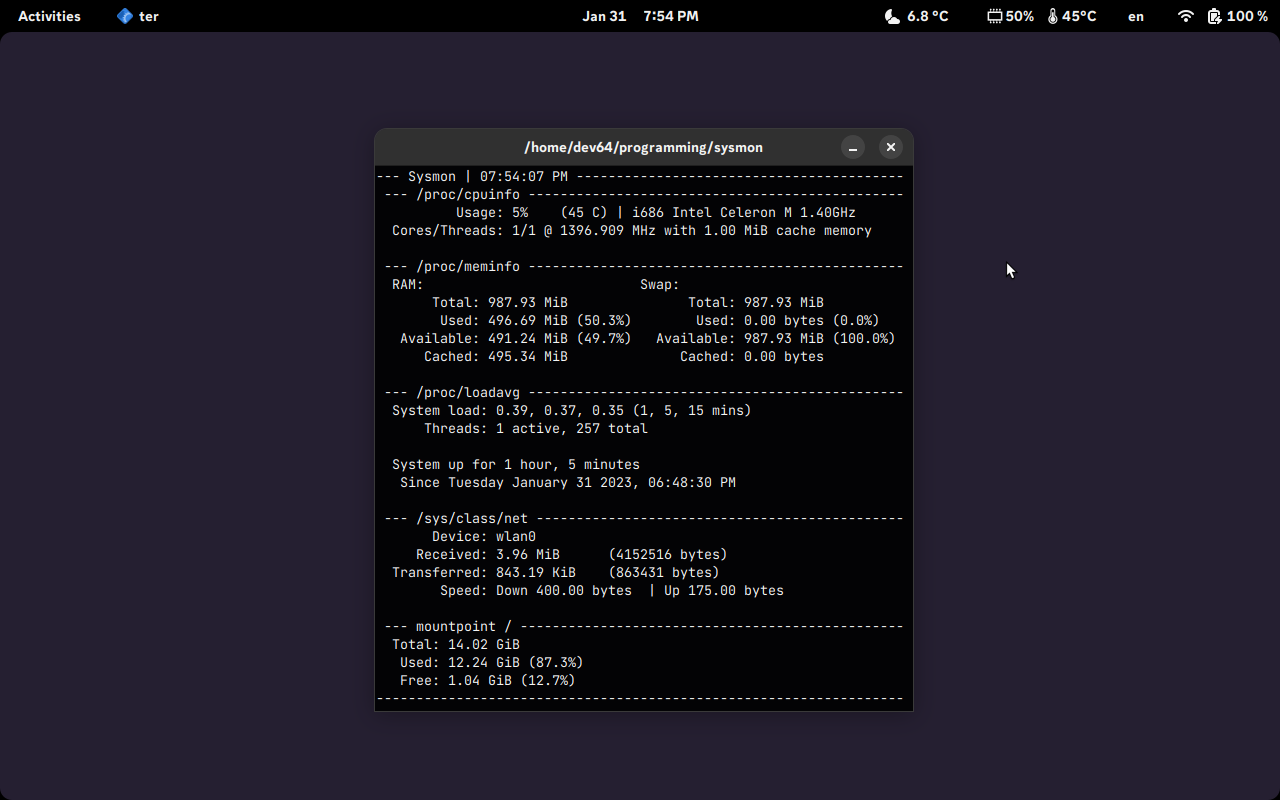 Activities ter Jan 31 7:54 PM 6.8 °C 50% 45°C en 100 %
/home/dev64/programming/sysmon
--- Sysmon | 07:54:07 PM -----------------------------------------
--- /proc/cpuinfo -----------------------------------------------
Usage: 5% (45 C) | i686 Intel Celeron M 1.40GHz
Cores/Threads: 1/1 @ 1396.909 MHz with 1.00 MiB cache memory
--- /proc/meminfo -----------------------------------------------
RAM: Swap:
Total: 987.93 MiB Total: 987.93 MiB
Used: 496.69 MiB (50.3%) Used: 0.00 bytes (0.0%)
Available: 491.24 MiB (49.7%) Available: 987.93 MiB (100.0%)
Cached: 495.34 MiB Cached: 0.00 bytes
--- /proc/loadavg -----------------------------------------------
System load: 0.39, 0.37, 0.35 (1, 5, 15 mins)
Threads: 1 active, 257 total
System up for 1 hour, 5 minutes
Since Tuesday January 31 2023, 06:48:30 PM
--- /sys/class/net ----------------------------------------------
Device: wlan0
Received: 3.96 MiB (4152516 bytes)
Transferred: 843.19 KiB (863431 bytes)
Speed: Down 400.00 bytes | Up 175.00 bytes
--- mountpoint / ------------------------------------------------
Total: 14.02 GiB
Used: 12.24 GiB (87.3%)
Free: 1.04 GiB (12.7%)
------------------------------------------------------------------